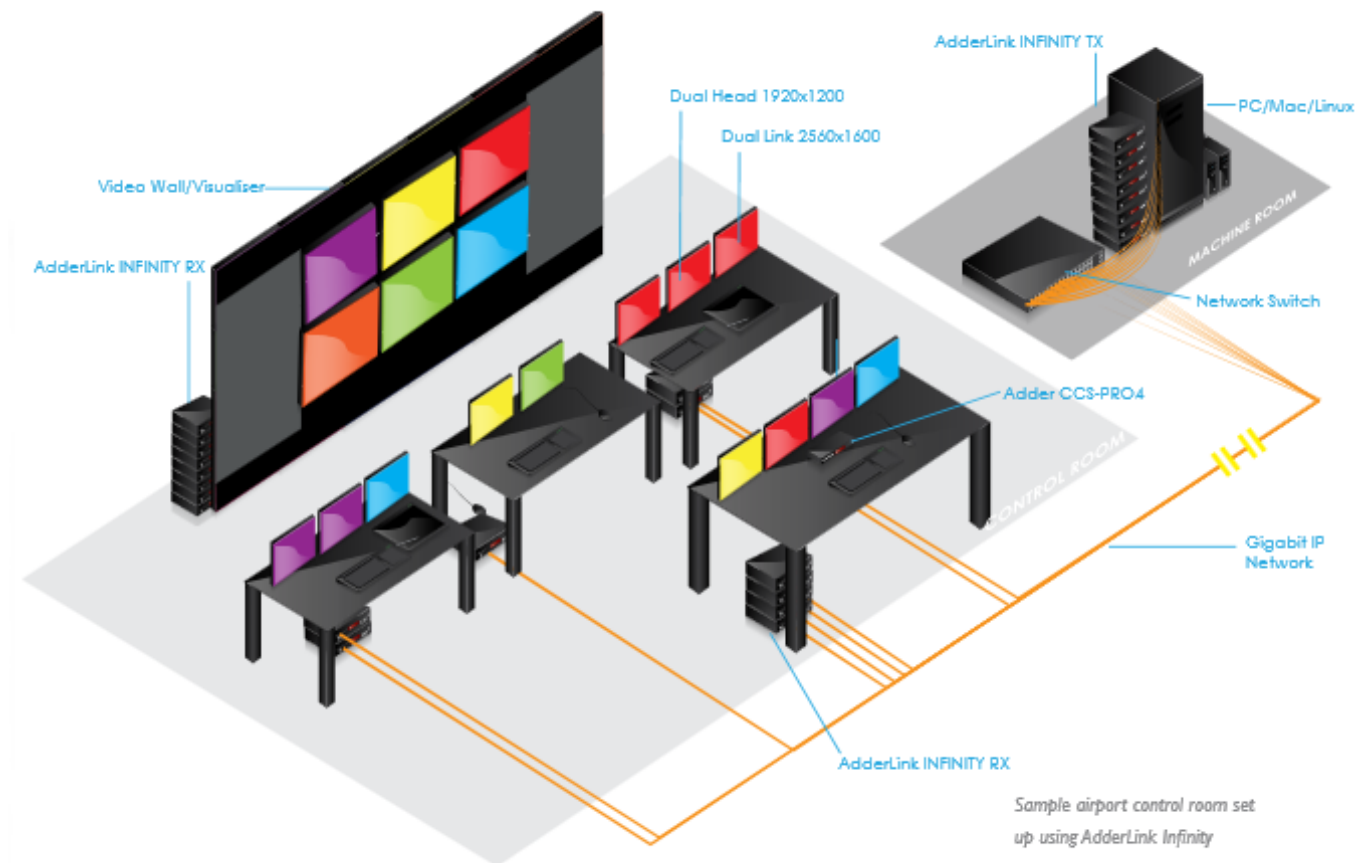 AdderLink INFINITY TX
Dual Head 1920x1200
PC/Mac/Linux
Dual Link 2560x1600
Video Wall/Visualiser
MACHINE ROOM
AdderLink INFINITY RX
Network Switch
Adder CCS-PRO4
CONTROL ROOM
Gigabit IP
Network
AdderLink INFINITY RX
Sample airport control room set
up using AdderLink Infinity